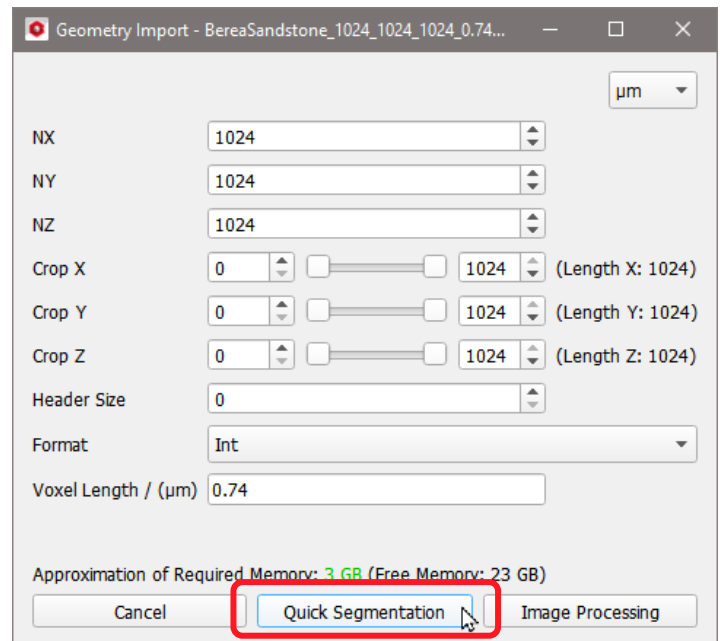 Geometry Import - BereaSandstone_1024_1024_1024_0.74...
µm
NX 1024
NY 1024
NZ 1024
Crop X 0 1024 (Length X: 1024)
Crop Y 0 1024 (Length Y: 1024)
Crop Z 0 1024 (Length Z: 1024)
Header Size 0
Format Int
Voxel Length / (µm) 0.74
Approximation of Required Memory: 3 GB (Free Memory: 23 GB)
Cancel Quick Segmentation Image Processing